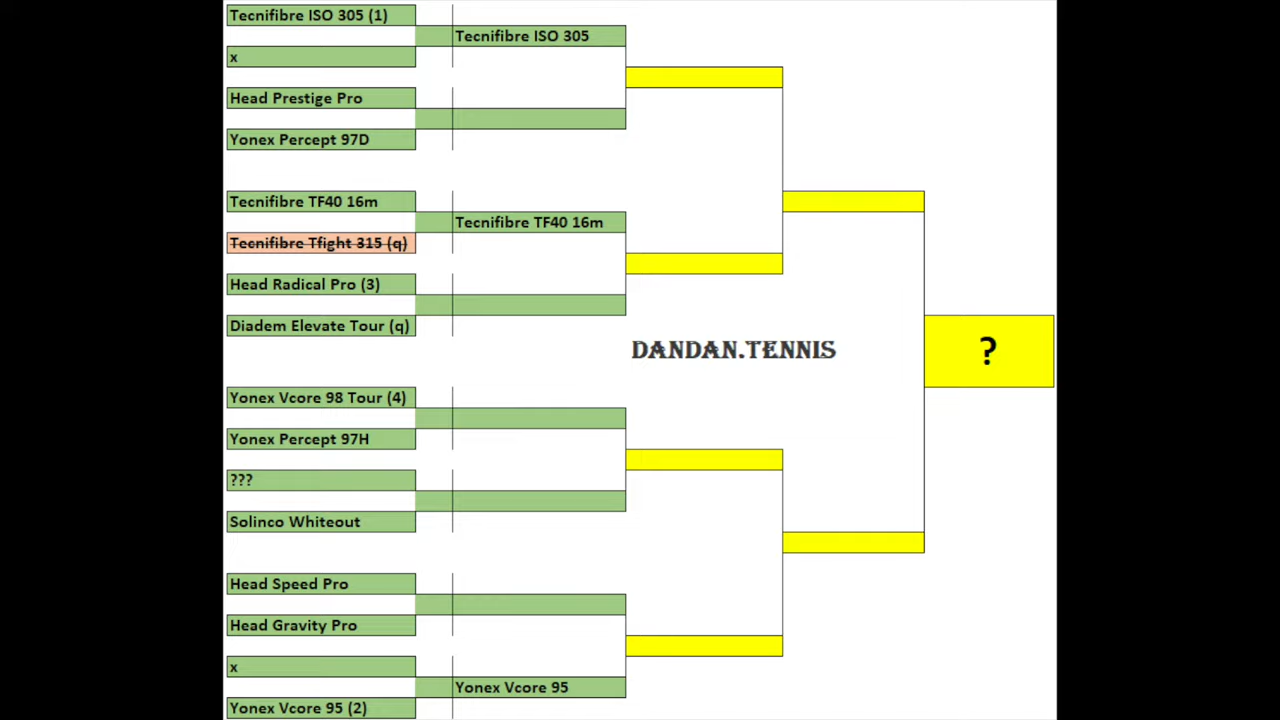 Tecnifibre ISO 305 (1)
Tecnifibre ISO 305
x
Head Prestige Pro
Yonex Percept 97D
Tecnifibre TF40 16m
Tecnifibre TF40 16m
Tecnifibre Tfight 315 (q)
Head Radical Pro (3)
Diadem Elevate Tour (q)
DANDAN.TENNIS
?
Yonex Vcore 98 Tour (4)
Yonex Percept 97H
???
Solinco Whiteout
Head Speed Pro
Head Gravity Pro
x
Yonex Vcore 95
Yonex Vcore 95 (2)